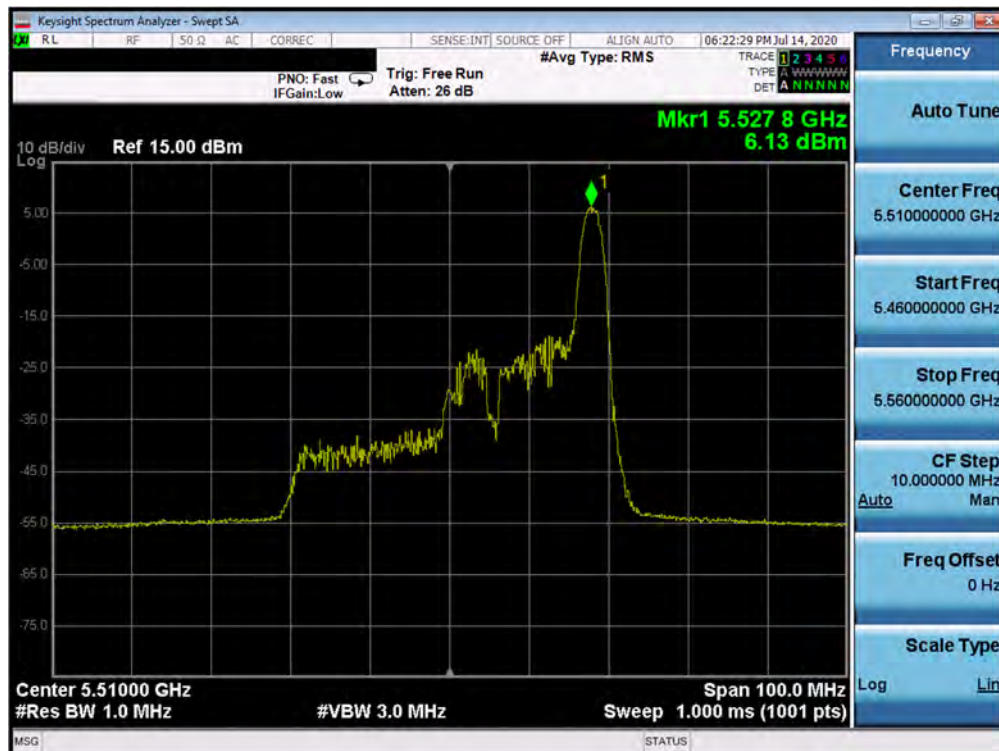 Keysight Spectrum Analyzer - Swept SA
RL RF 50 Ω AC CORREC SENSE:INT SOURCE OFF ALIGN AUTO 06:22:29 PM Jul 14, 2020
#Avg Type: RMS
TRACE 1 2 3 4 5 6
TYPE A WWWWW
DET A N N N N N
PNO: Fast
IFGain:Low
Trig: Free Run
Atten: 26 dB
Mkr1 5.527 8 GHz
6.13 dBm
10 dB/div
Log
Ref 15.00 dBm
1
5.00
-5.00
-15.0
-25.0
-35.0
-45.0
-55.0
-65.0
-75.0
Center 5.51000 GHz
Span 100.0 MHz
#Res BW 1.0 MHz
#VBW 3.0 MHz
Sweep 1.000 ms (1001 pts)
MSG
STATUS
Frequency
Auto Tune
Center Freq
5.510000000 GHz
Start Freq
5.460000000 GHz
Stop Freq
5.560000000 GHz
CF Step
10.000000 MHz
Auto Man
Freq Offset
0 Hz
Scale Type
Log Lin